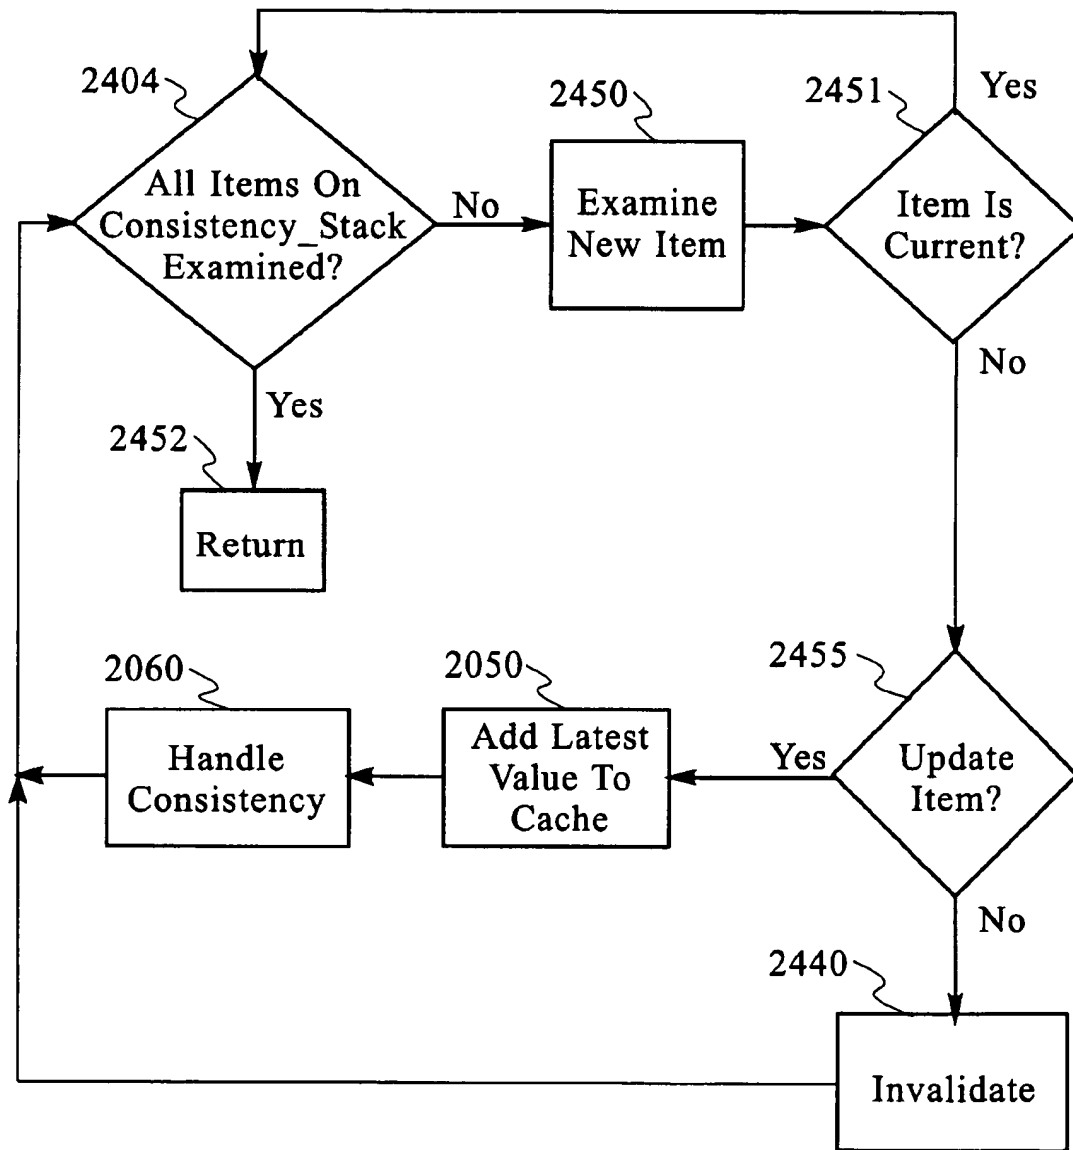 2404
All Items On
Consistency_Stack
Examined?
No
Yes
2450
Examine
New Item
2451
Yes
Item Is
Current?
No
2452
Return
2060
Handle
Consistency
2050
Add Latest
Value To
Cache
Yes
2455
Update
Item?
No
2440
Invalidate